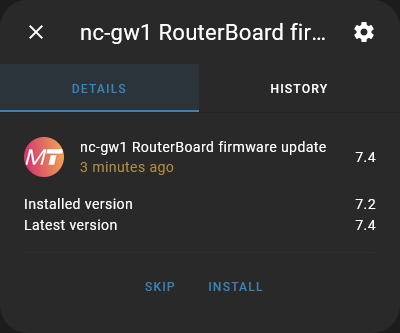 nc-gw1 RouterBoard fir...
DETAILS
HISTORY
MT
nc-gw1 RouterBoard firmware update
7.4
3 minutes ago
Installed version 7.2
Latest version 7.4
SKIP INSTALL